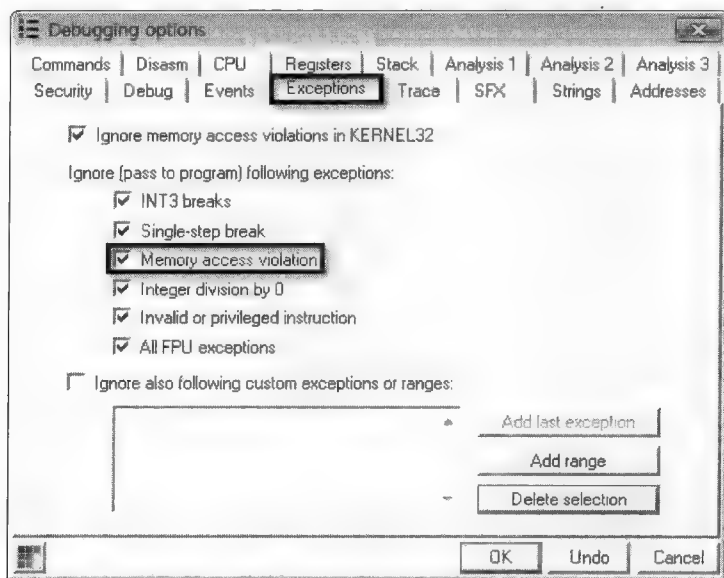 Debugging options
Commands | Disasm | CPU | Registers | Stack | Analysis 1 | Analysis 2 | Analysis 3
Security | Debug | Events | Exceptions | Trace | SFX | Strings | Addresses
Ignore memory access violations in KERNEL32
Ignore (pass to program) following exceptions:
INT3 breaks
Single-step break
Memory access violation
Integer division by 0
Invalid or privileged instruction
All FPU exceptions
Ignore also following custom exceptions or ranges:
Add last exception
Add range
Delete selection
OK Undo Cancel